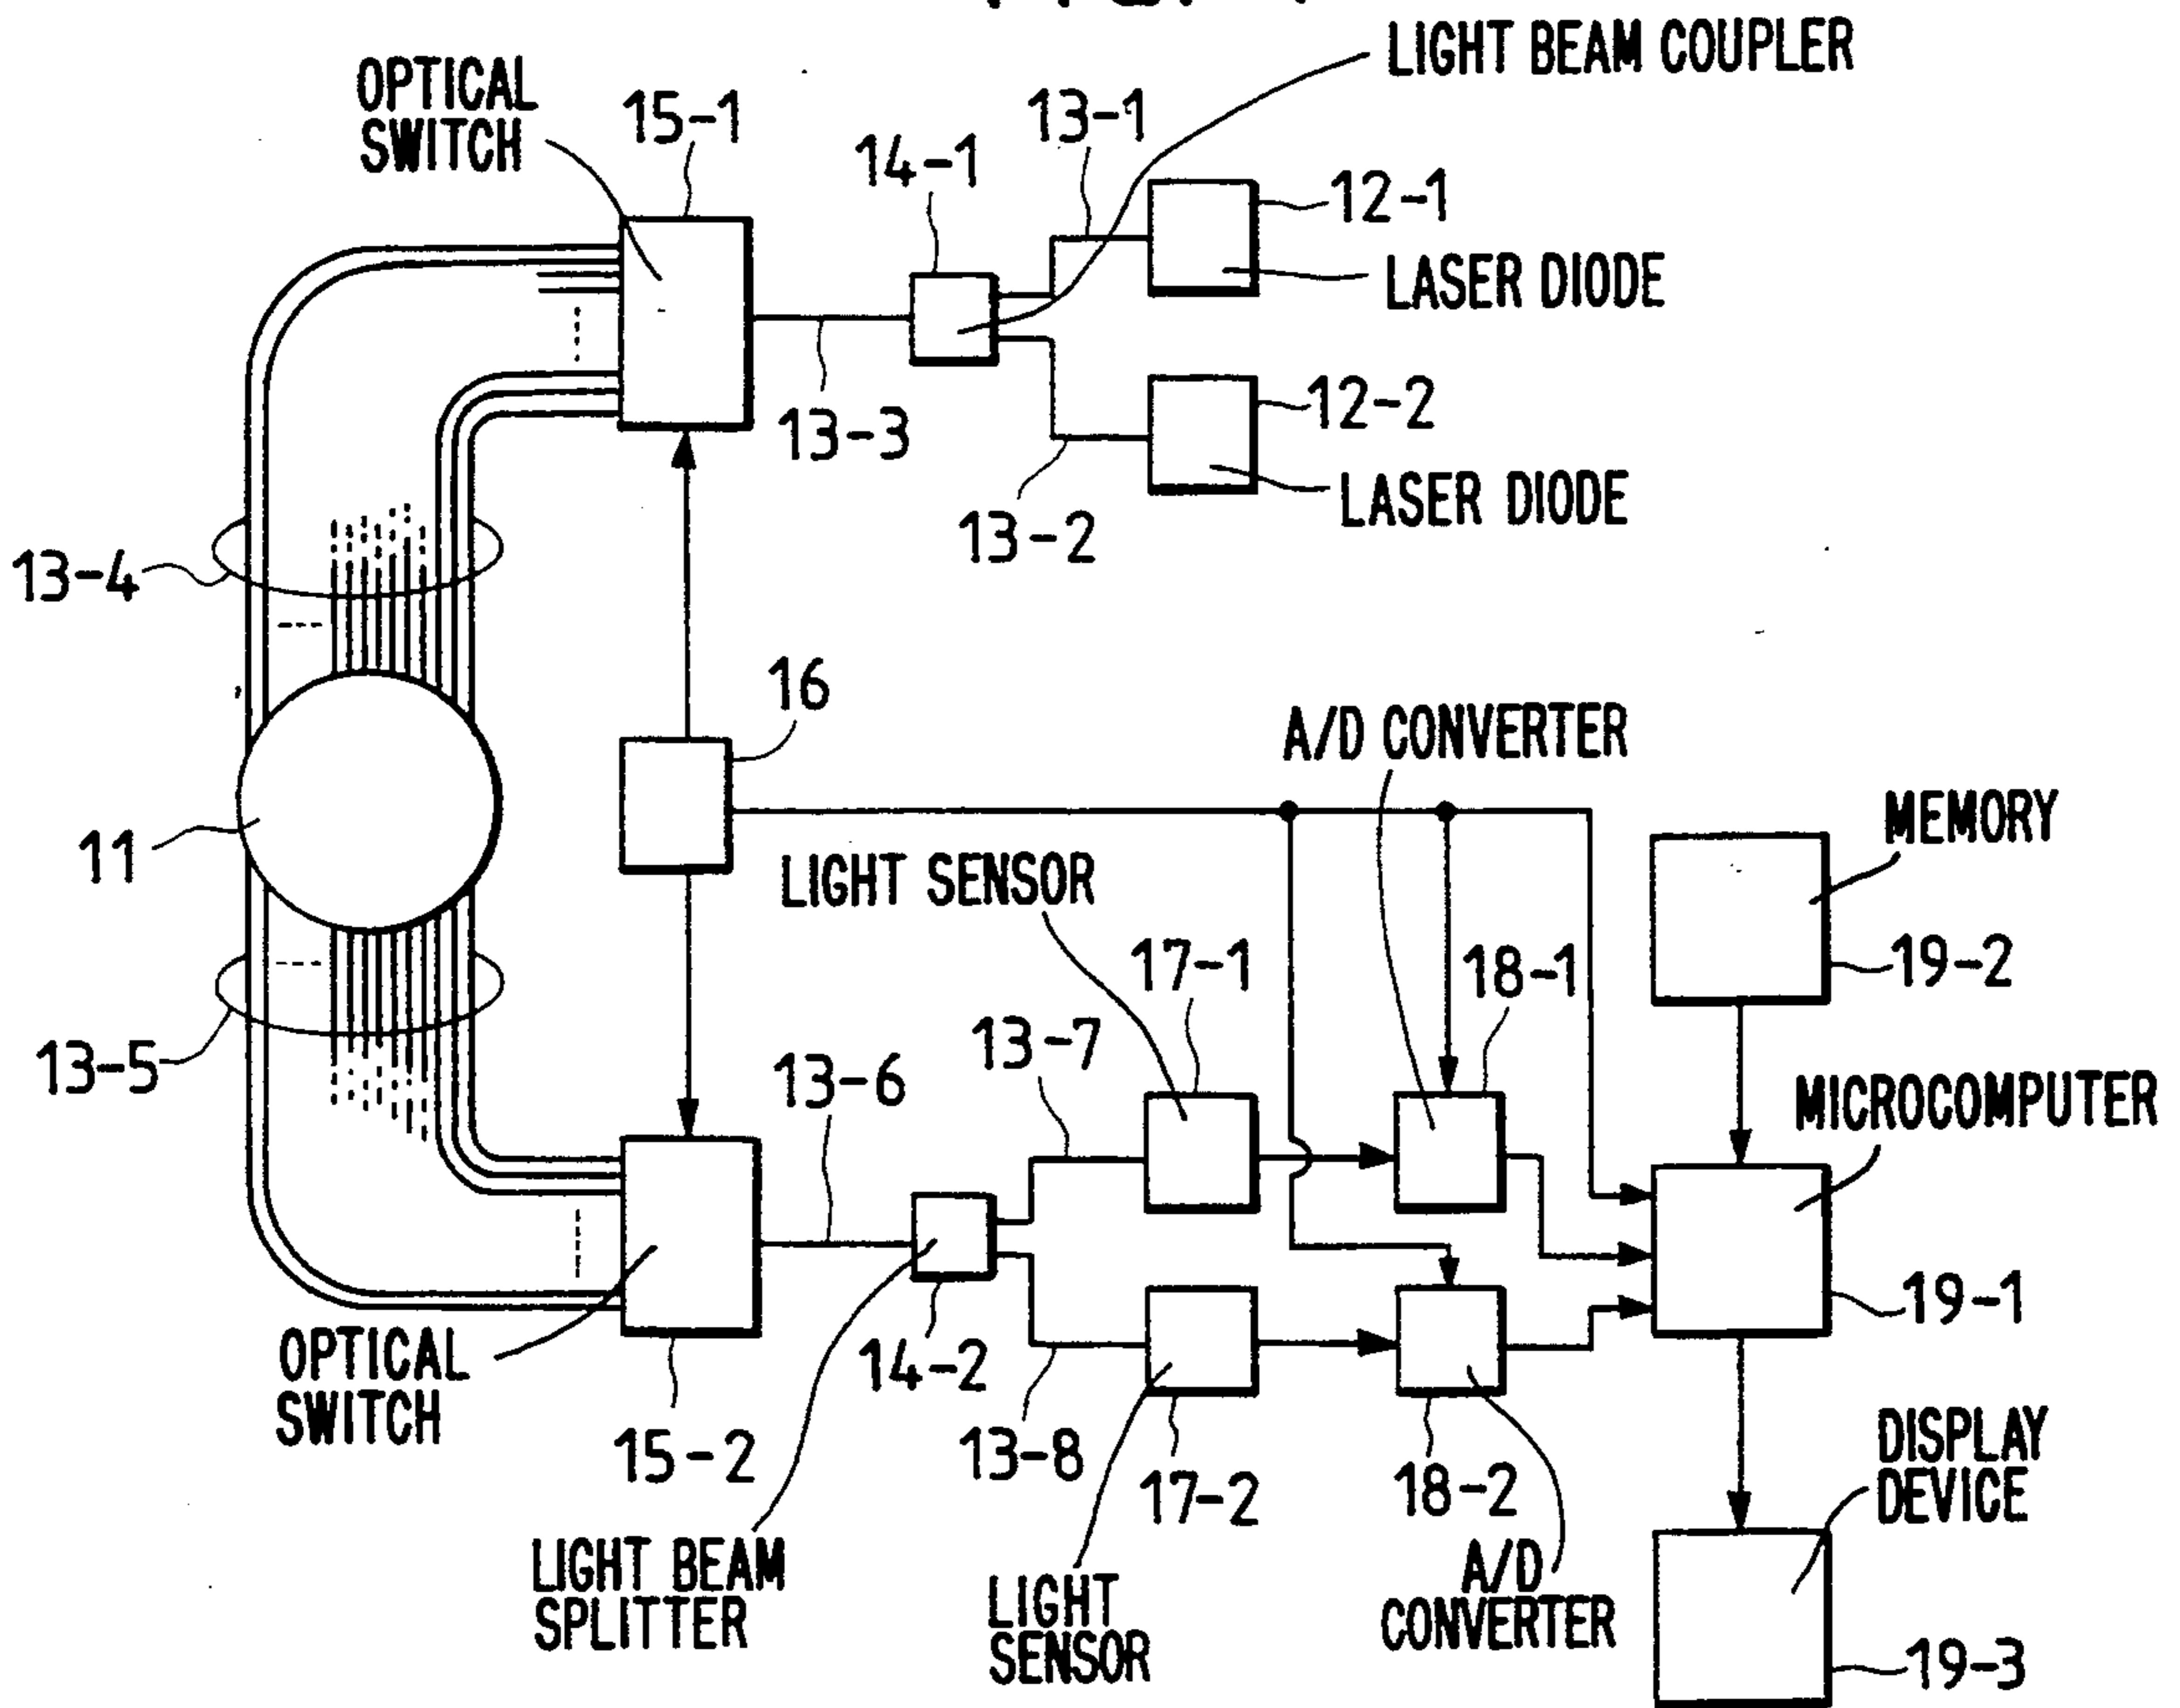 LIGHT BEAM COUPLER
OPTICAL
SWITCH
15-1
13-1
14-1
12-1
LASER DIODE
13-3
12-2
LASER DIODE
13-2
13-4
16
A/D CONVERTER
MEMORY
11
LIGHT SENSOR
17-1
18-1
19-2
13-5
13-6
13-7
MICROCOMPUTER
19-1
OPTICAL
SWITCH
14-2
15-2
13-8
17-2
18-2
DISPLAY
DEVICE
LIGHT BEAM
SPLITTER
LIGHT
SENSOR
A/D
CONVERTER
19-3